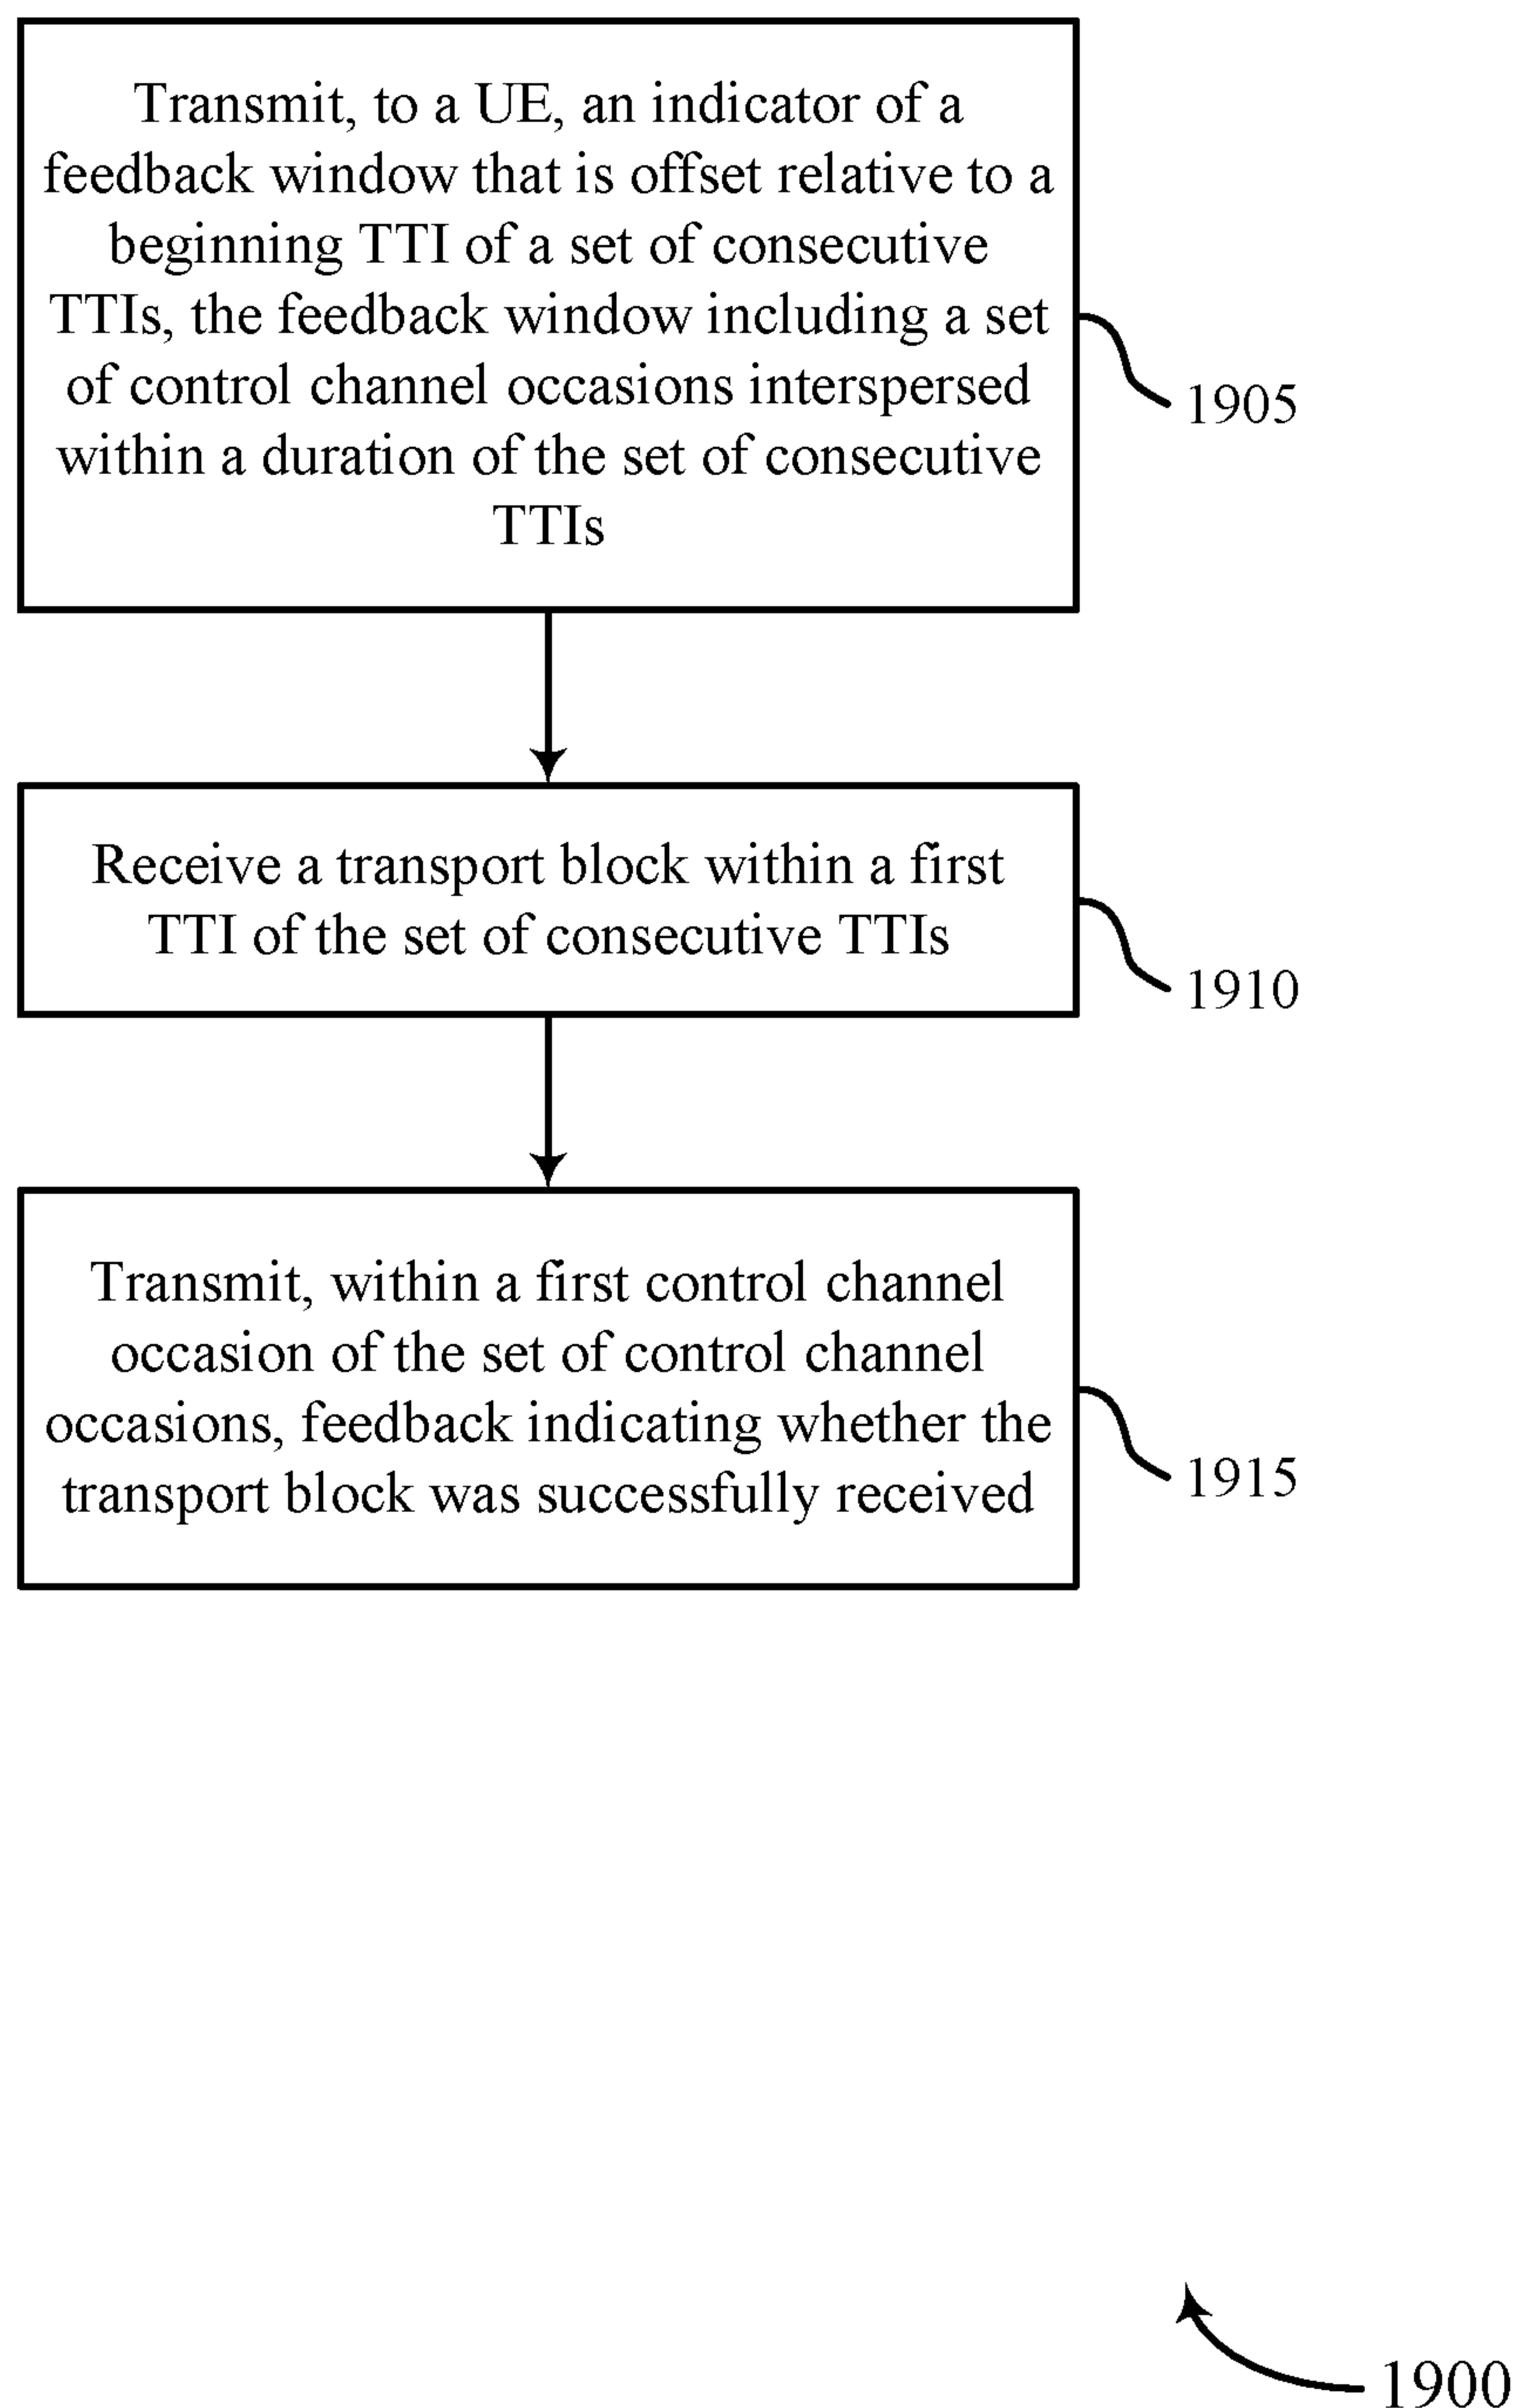 Transmit, to a UE, an indicator of a
feedback window that is offset relative to a
beginning TTI of a set of consecutive
TTIs, the feedback window including a set
of control channel occasions interspersed
within a duration of the set of consecutive
TTIs
1905
Receive a transport block within a first
TTI of the set of consecutive TTIs
1910
Transmit, within a first control channel
occasion of the set of control channel
occasions, feedback indicating whether the
transport block was successfully received
1915
1900